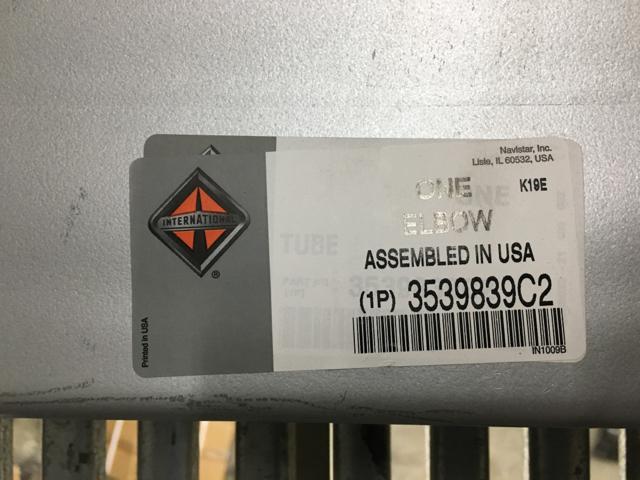 Navistar, Inc.
Lisle, IL 60532, USA
ONE K19E
ELBOW
INTERNATIONAL
®
TUBE
ASSEMBLED IN USA
(1P) 3539839C2
IN1009B
Printed in USA